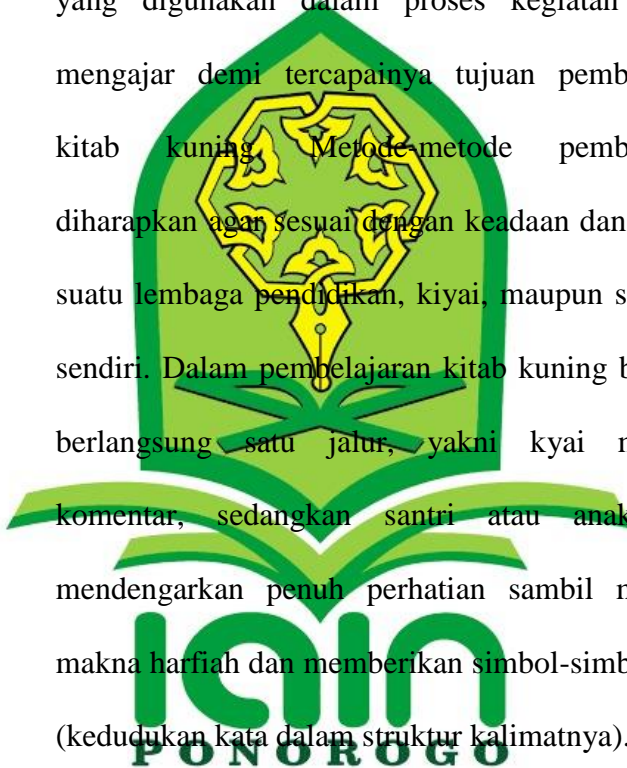 yang digunakan dalam proses kegiatan
mengajar demi tercapainya tujuan pemb
kitab kuning. Metode-metode pemb
diharapkan agar sesuai dengan keadaan dan
suatu lembaga pendidikan, kiyai, maupun s
sendiri. Dalam pembelajaran kitab kuning b
berlangsung satu jalur, yakni kyai m
komentar, sedangkan santri atau anak
mendengarkan penuh perhatian sambil m
makna harfiah dan memberikan simbol-simb
(kedudukan kata dalam struktur kalimatnya).
iain
PONOROGO